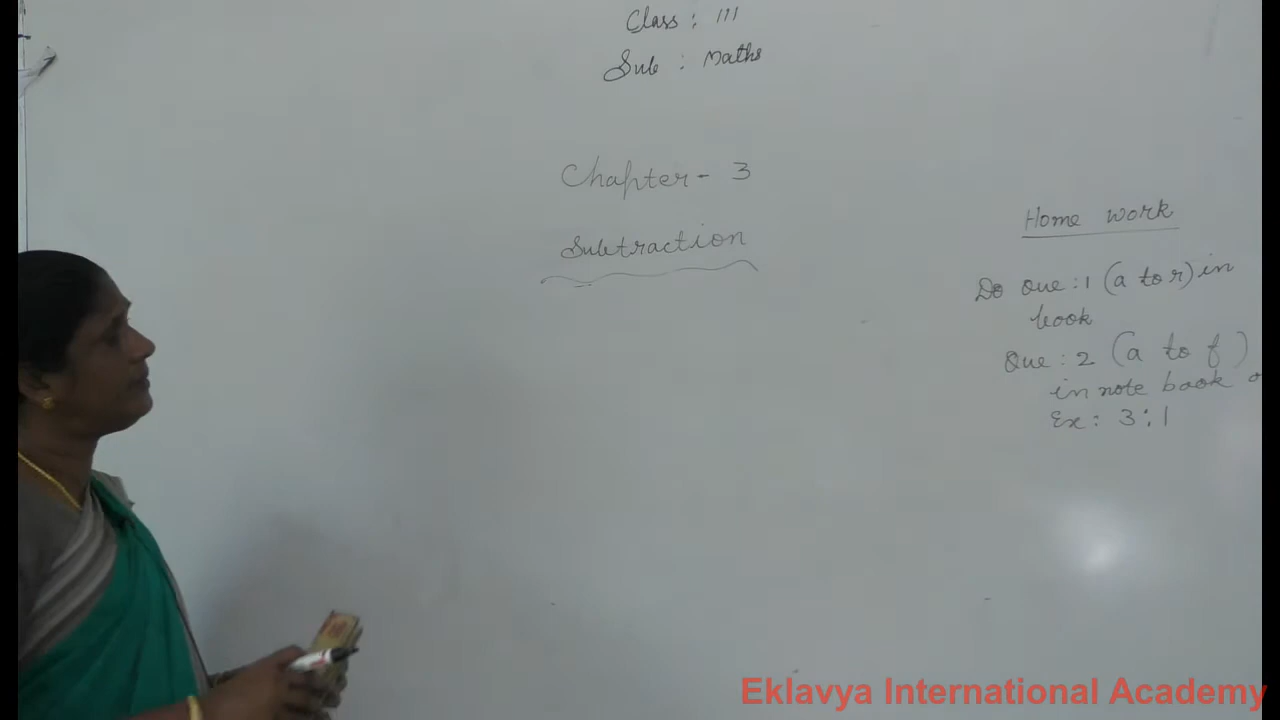 Class : III
Sub : Maths
Chapter - 3
Subtraction
Home work
Do Que : 1 (a to r) in
book
Que : 2 (a to f)
in note book
Ex : 3 : 1
Eklavya International Academy